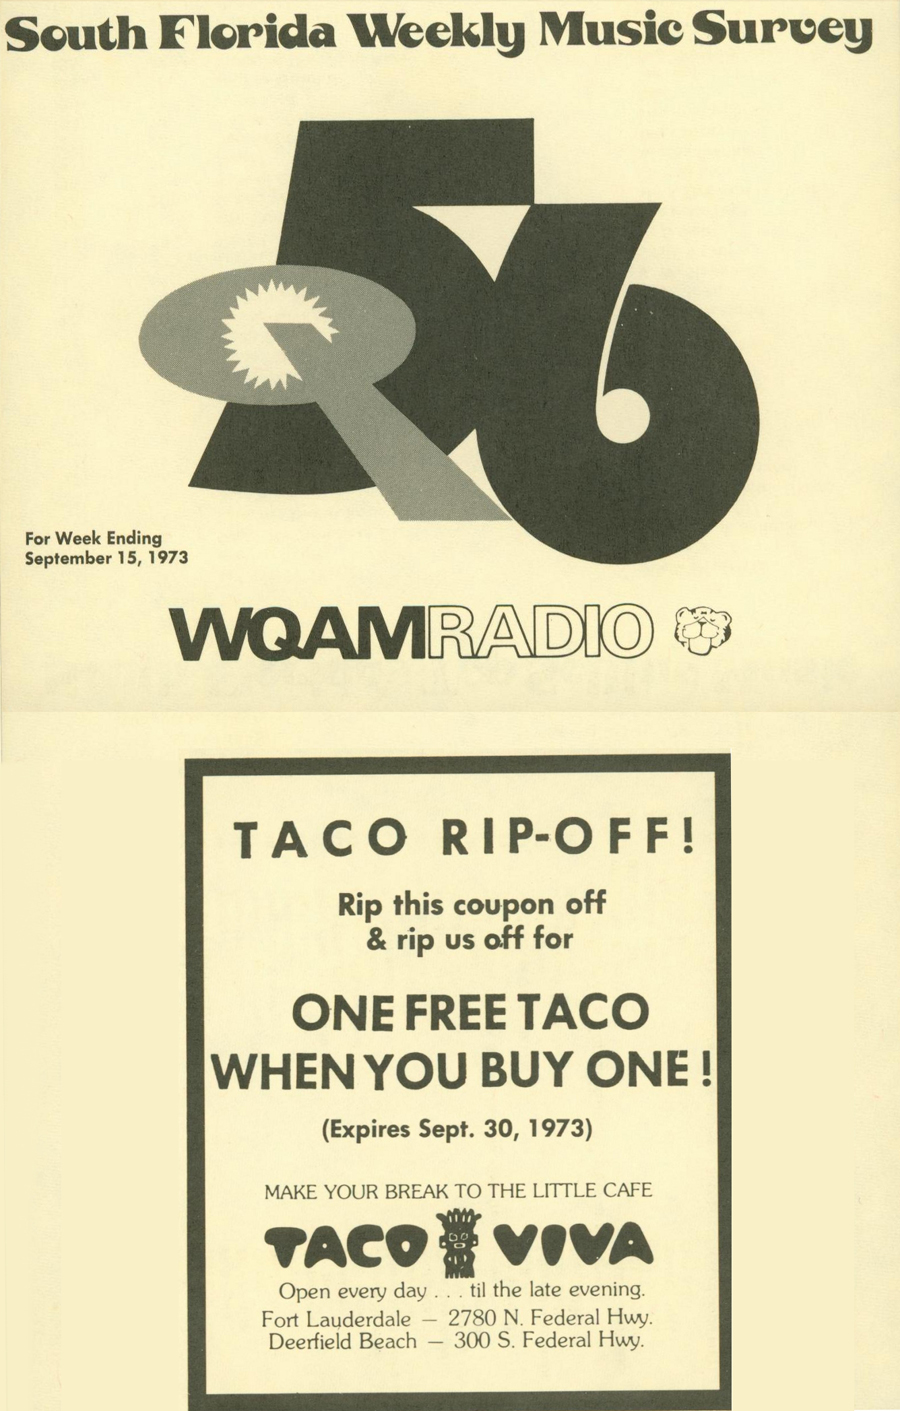 South Florida Weekly Music Survey
56
For Week Ending
September 15, 1973
WQAM RADIO
TACO RIP-OFF!
Rip this coupon off
& rip us off for
ONE FREE TACO
WHEN YOU BUY ONE!
(Expires Sept. 30, 1973)
MAKE YOUR BREAK TO THE LITTLE CAFE
TACO VIVA
Open every day . . . til the late evening.
Fort Lauderdale — 2780 N. Federal Hwy.
Deerfield Beach — 300 S. Federal Hwy.